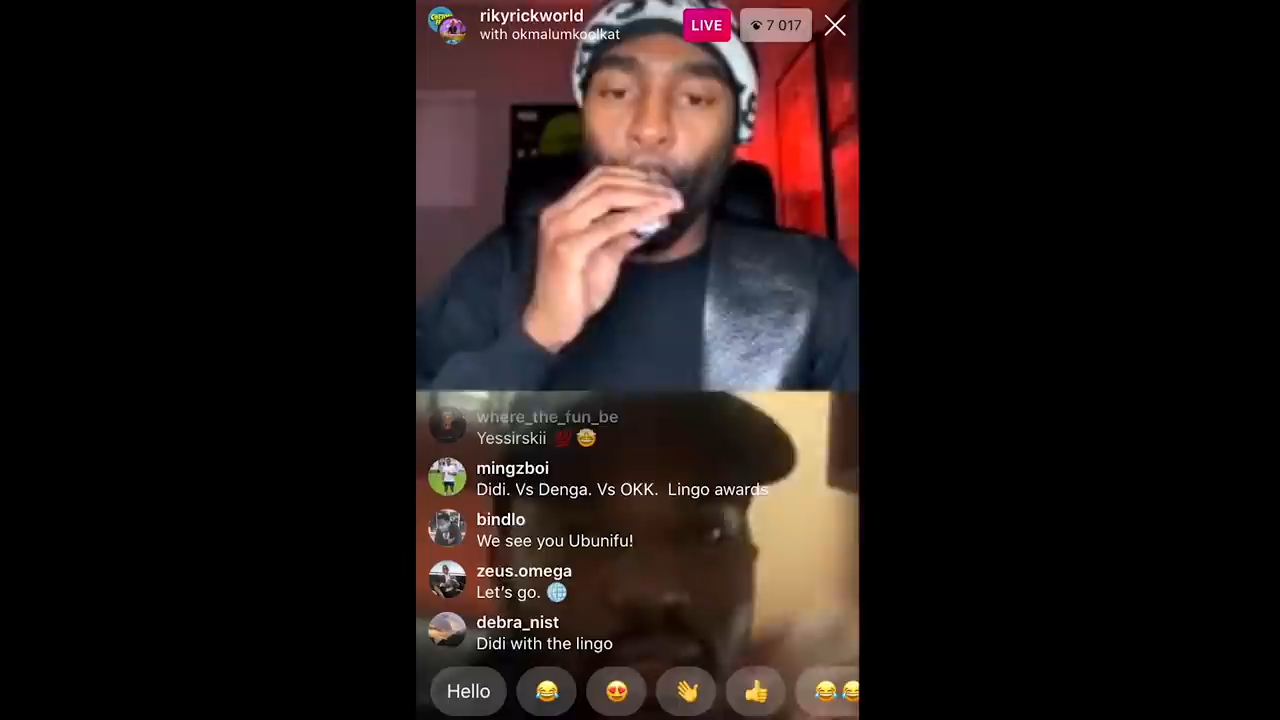 rikyrickworld
with okmalumkoolkat
LIVE
7 017
where_the_fun_be
Yessirskii 💯🤩
mingzboi
Didi. Vs Denga. Vs OKK. Lingo awards
bindlo
We see you Ubunifu!
zeus.omega
Let's go. 🌐
debra_nist
Didi with the lingo
Hello